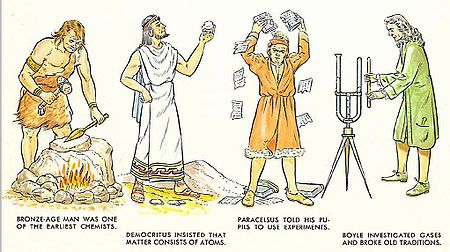 BRONZE-AGE MAN WAS ONE
OF THE EARLIEST CHEMISTS.
DEMOCRITUS INSISTED THAT
MATTER CONSISTS OF ATOMS.
PARACELSUS TOLD HIS PU-
PILS TO USE EXPERIMENTS.
BOYLE INVESTIGATED GASES
AND BROKE OLD TRADITIONS.